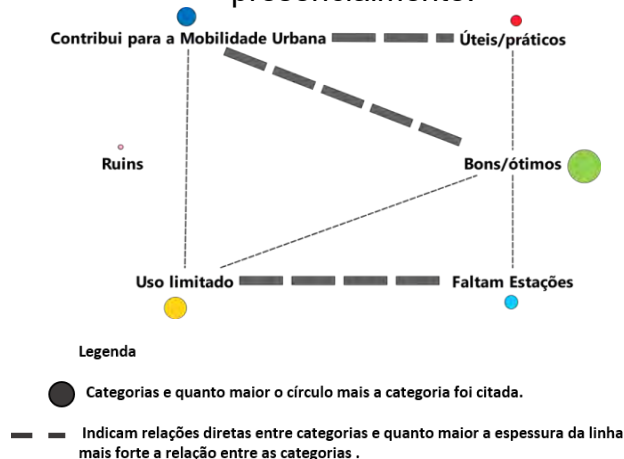 presencialmente.
Contribui para a Mobilidade Urbana
Úteis/práticos
Ruins
Bons/ótimos
Uso limitado
Faltam Estações
Legenda
Categorias e quanto maior o círculo mais a categoria foi citada.
Indicam relações diretas entre categorias e quanto maior a espessura da linha
mais forte a relação entre as categorias .